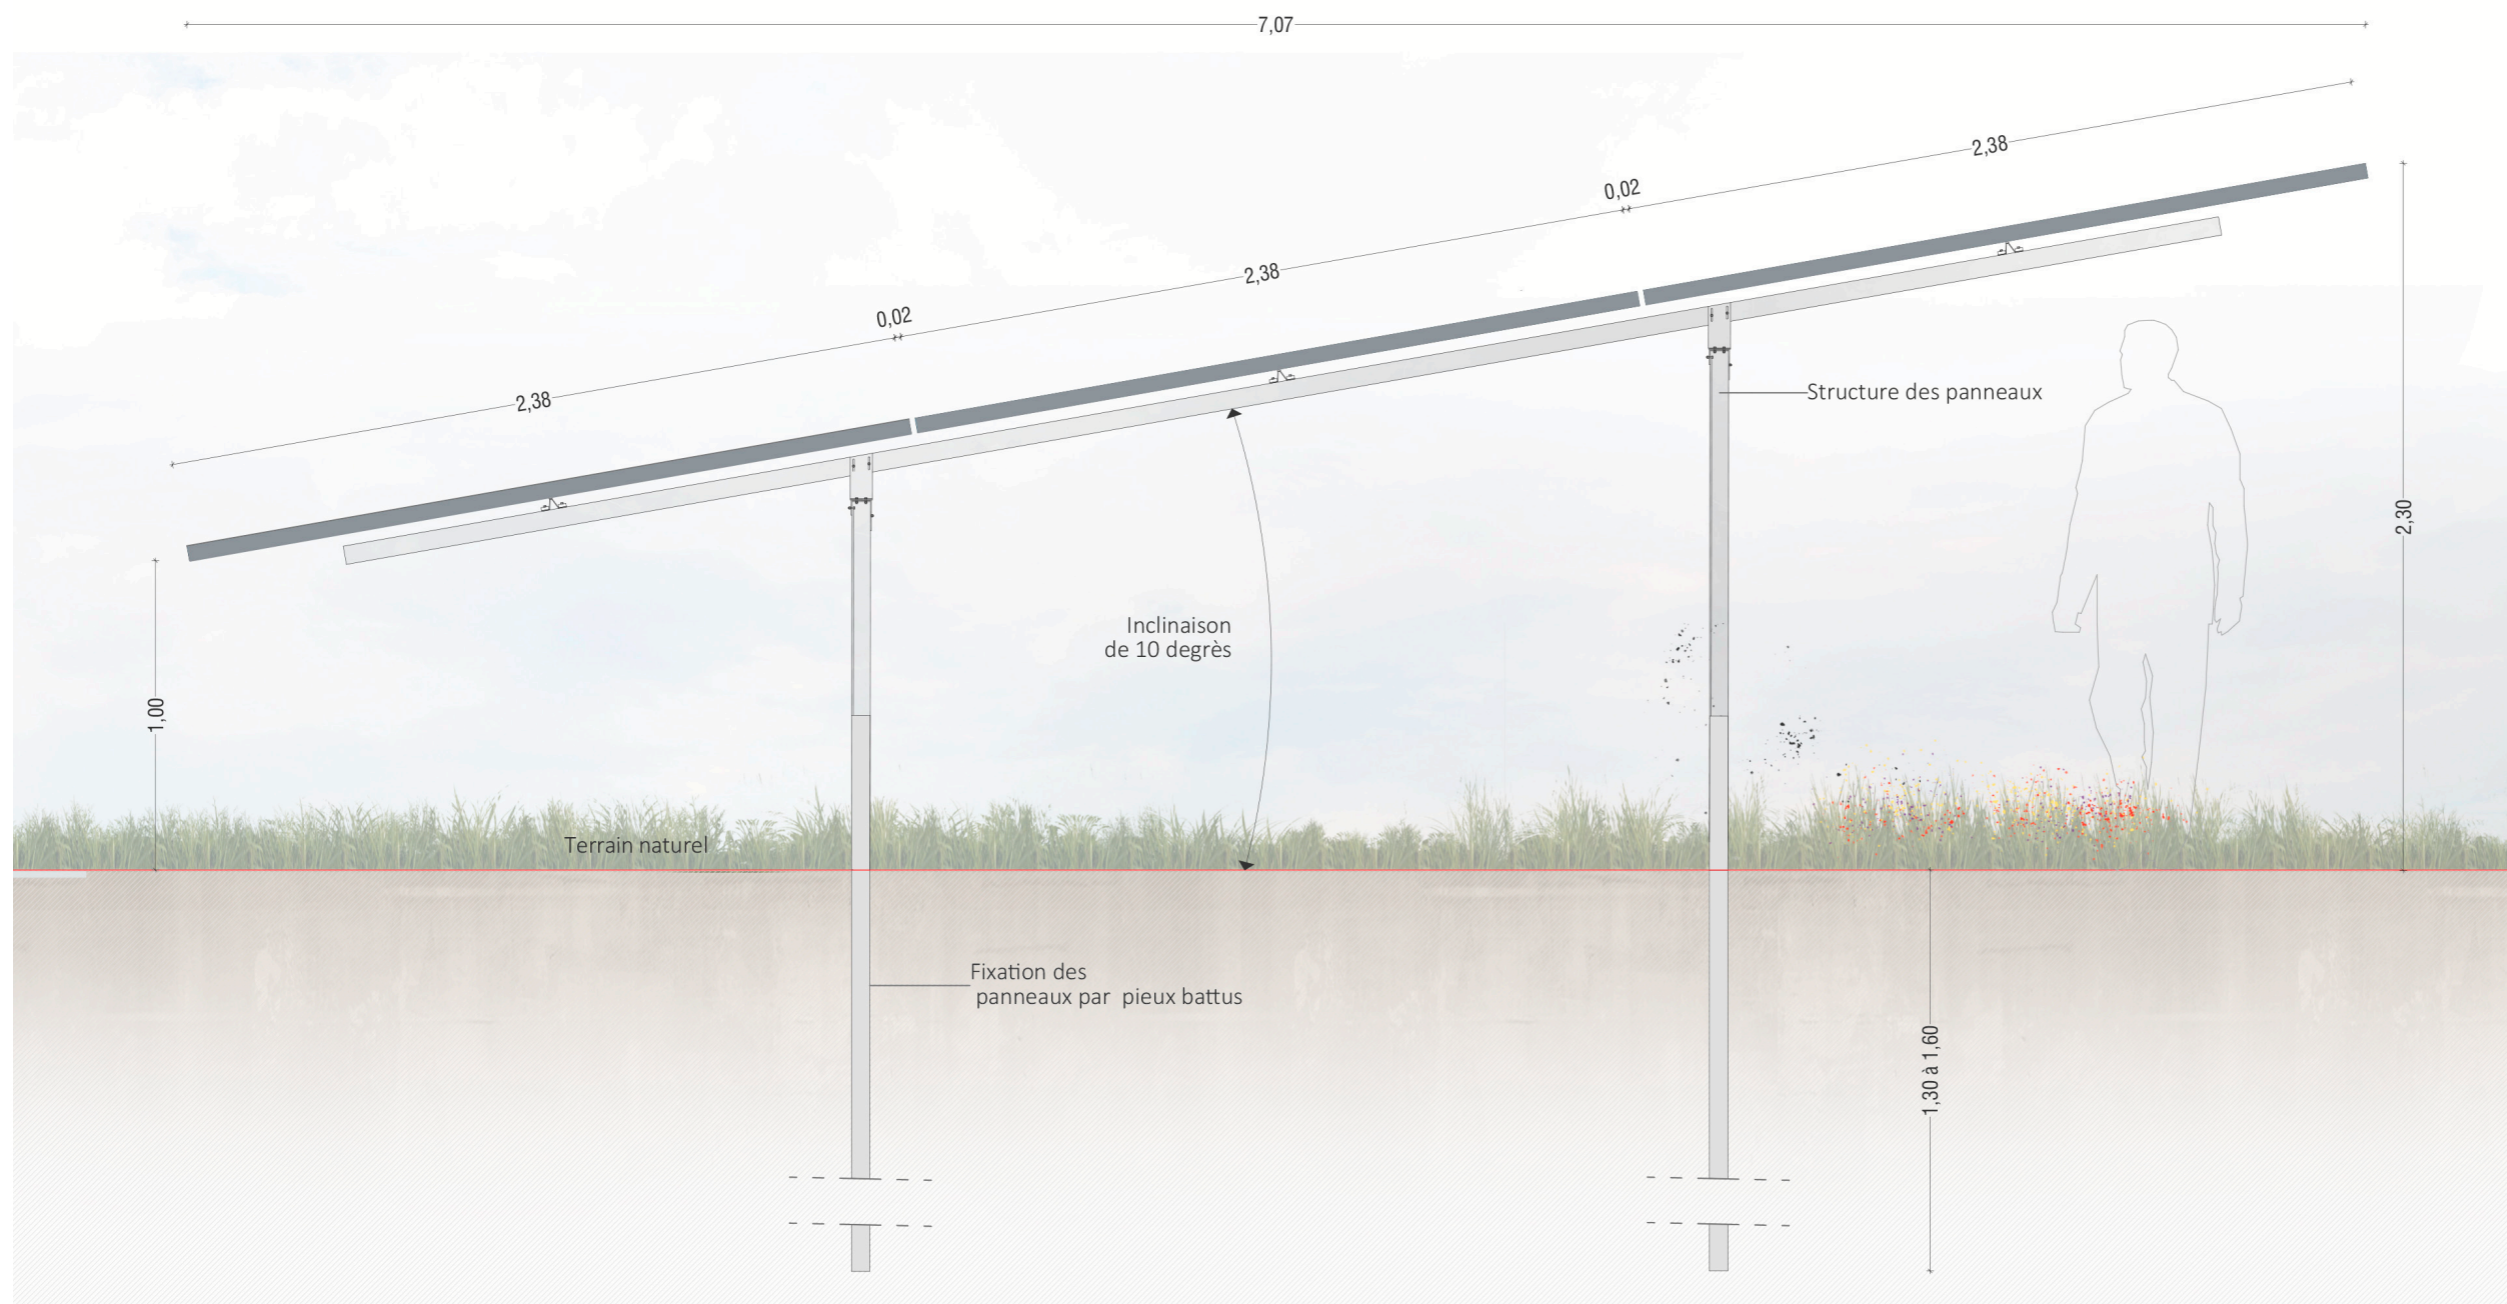 7,07
2,38
0,02
2,38
0,02
2,38
Structure des panneaux
2,30
Inclinaison
de 10 degrès
1,00
Terrain naturel
Fixation des
panneaux par pieux battus
1,30 à 1,60